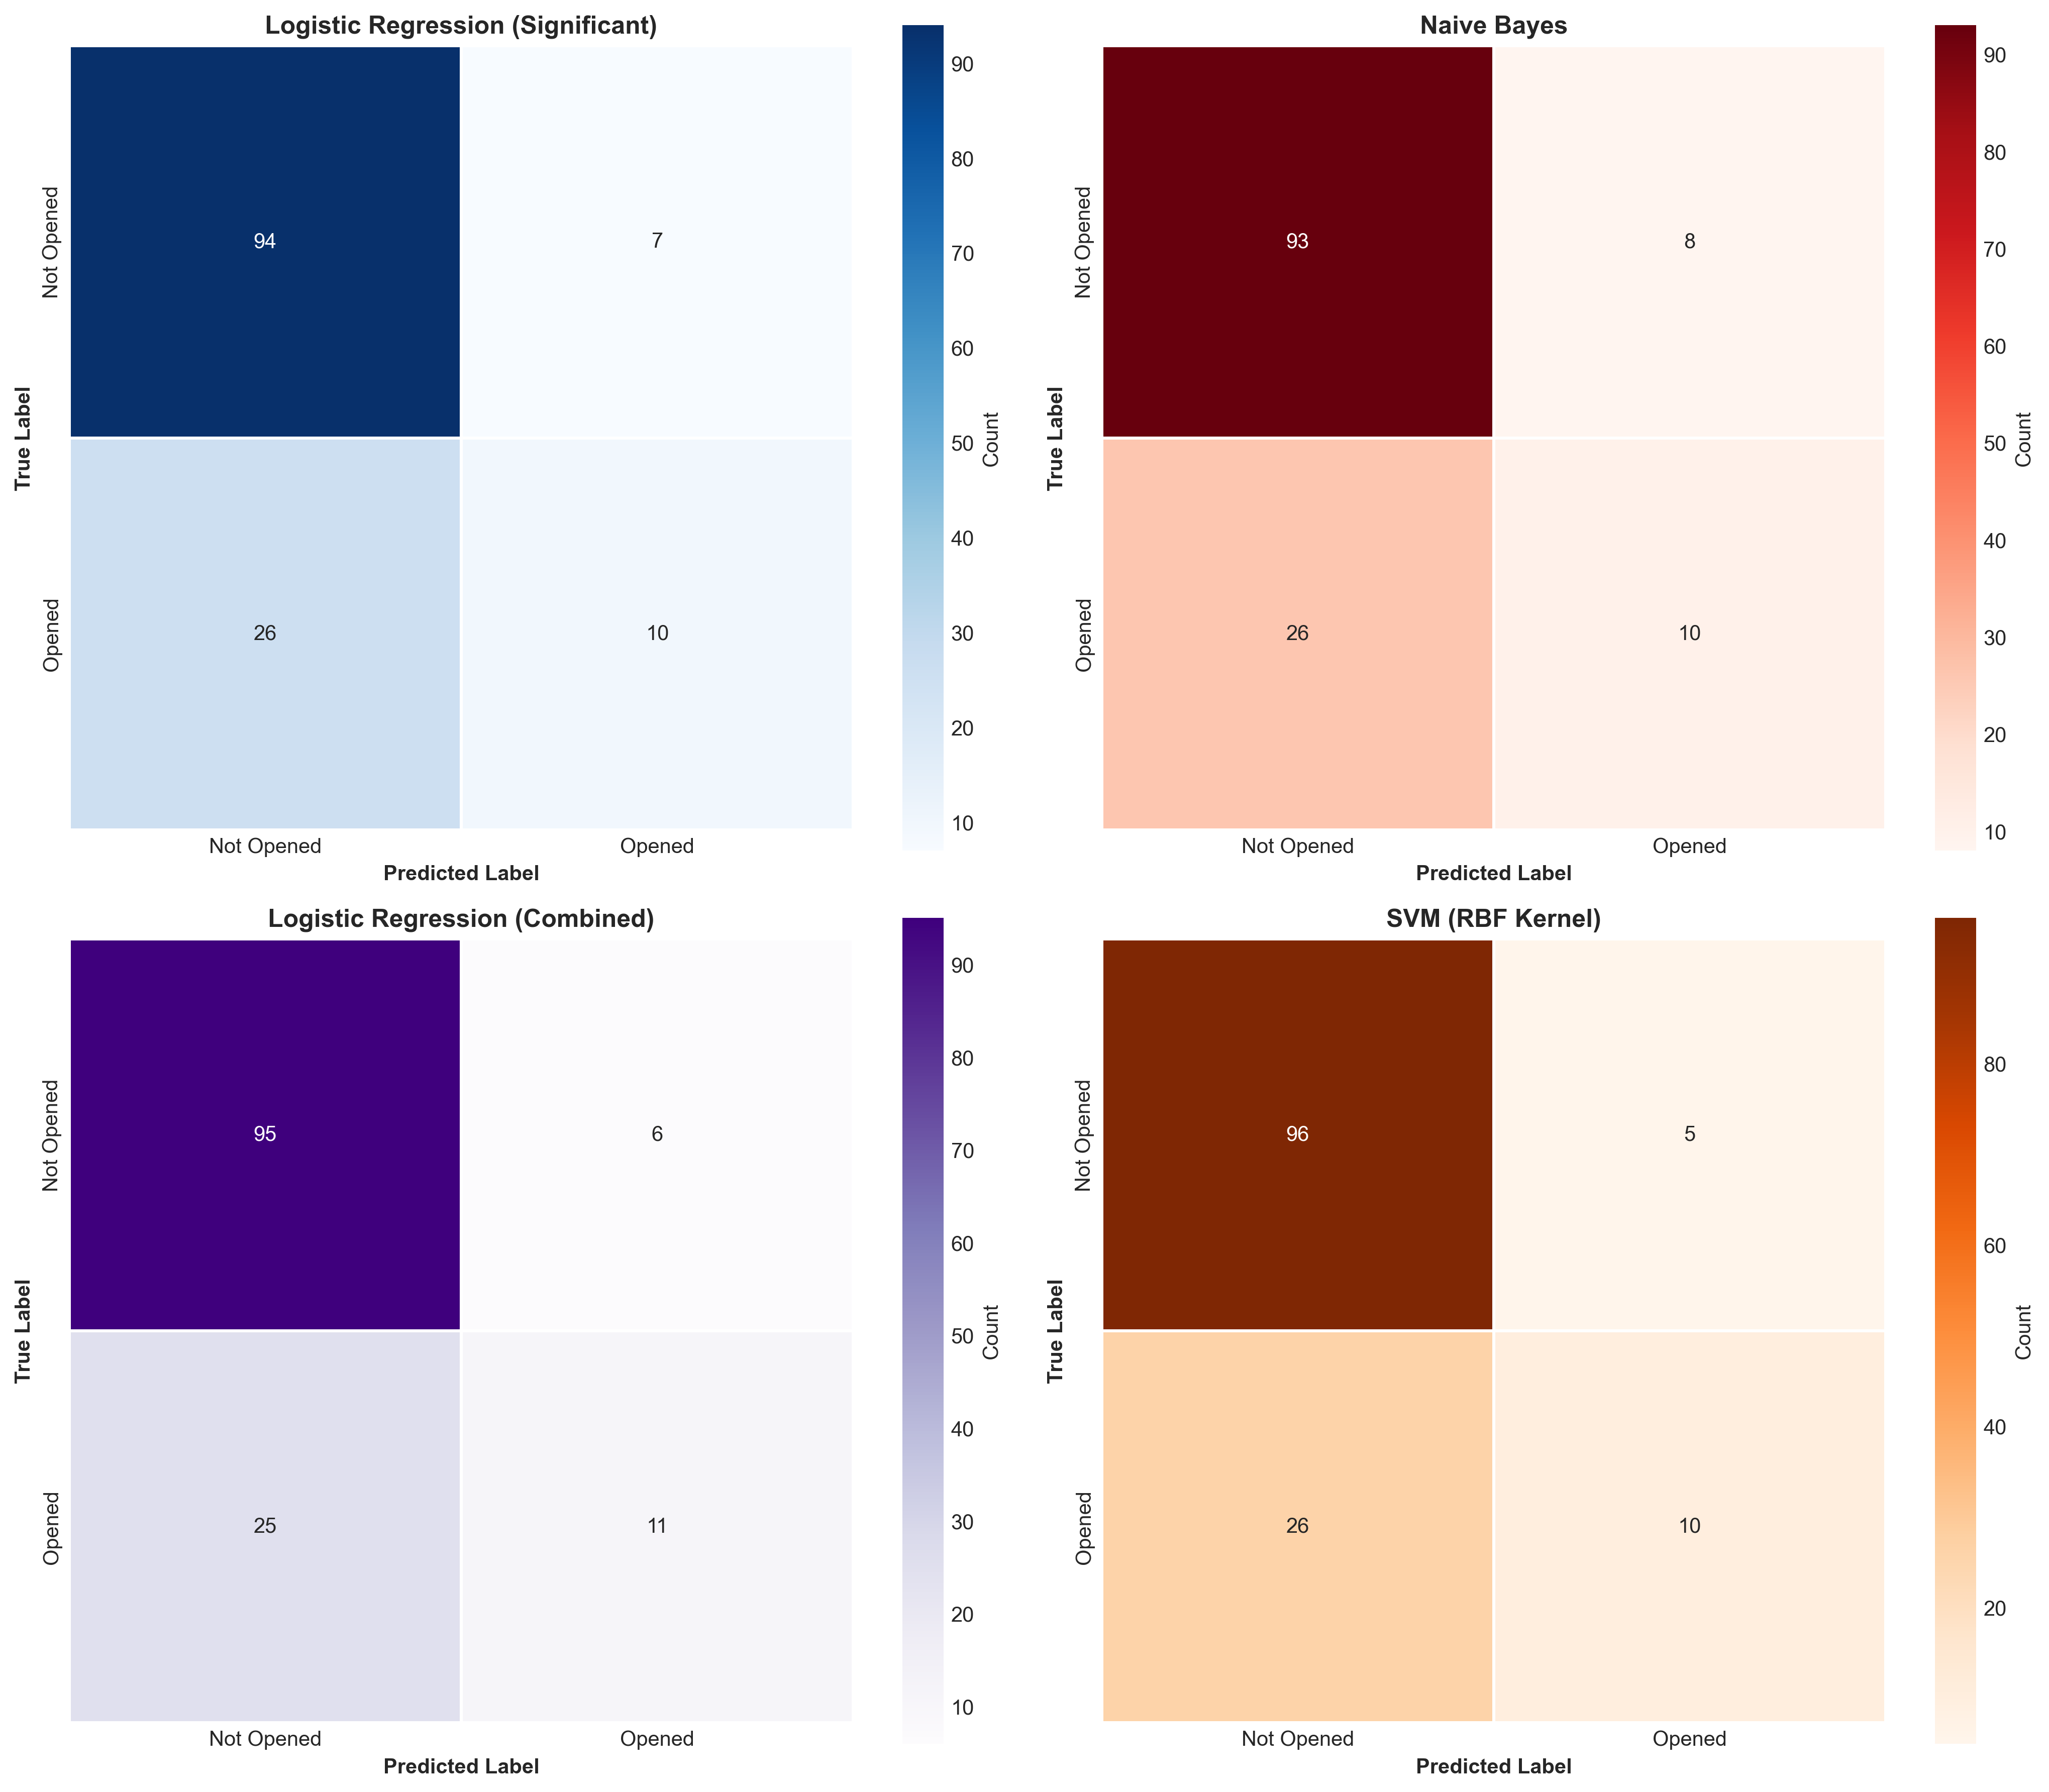 Logistic Regression (Significant)
True Label
Not Opened
Opened
94
7
26
10
Not Opened
Opened
Predicted Label
90
80
70
60
50
40
30
20
10
Count
Naive Bayes
True Label
Not Opened
Opened
93
8
26
10
Not Opened
Opened
Predicted Label
90
80
70
60
50
40
30
20
10
Count
Logistic Regression (Combined)
True Label
Not Opened
Opened
95
6
25
11
Not Opened
Opened
Predicted Label
90
80
70
60
50
40
30
20
10
Count
SVM (RBF Kernel)
True Label
Not Opened
Opened
96
5
26
10
Not Opened
Opened
Predicted Label
80
60
40
20
Count